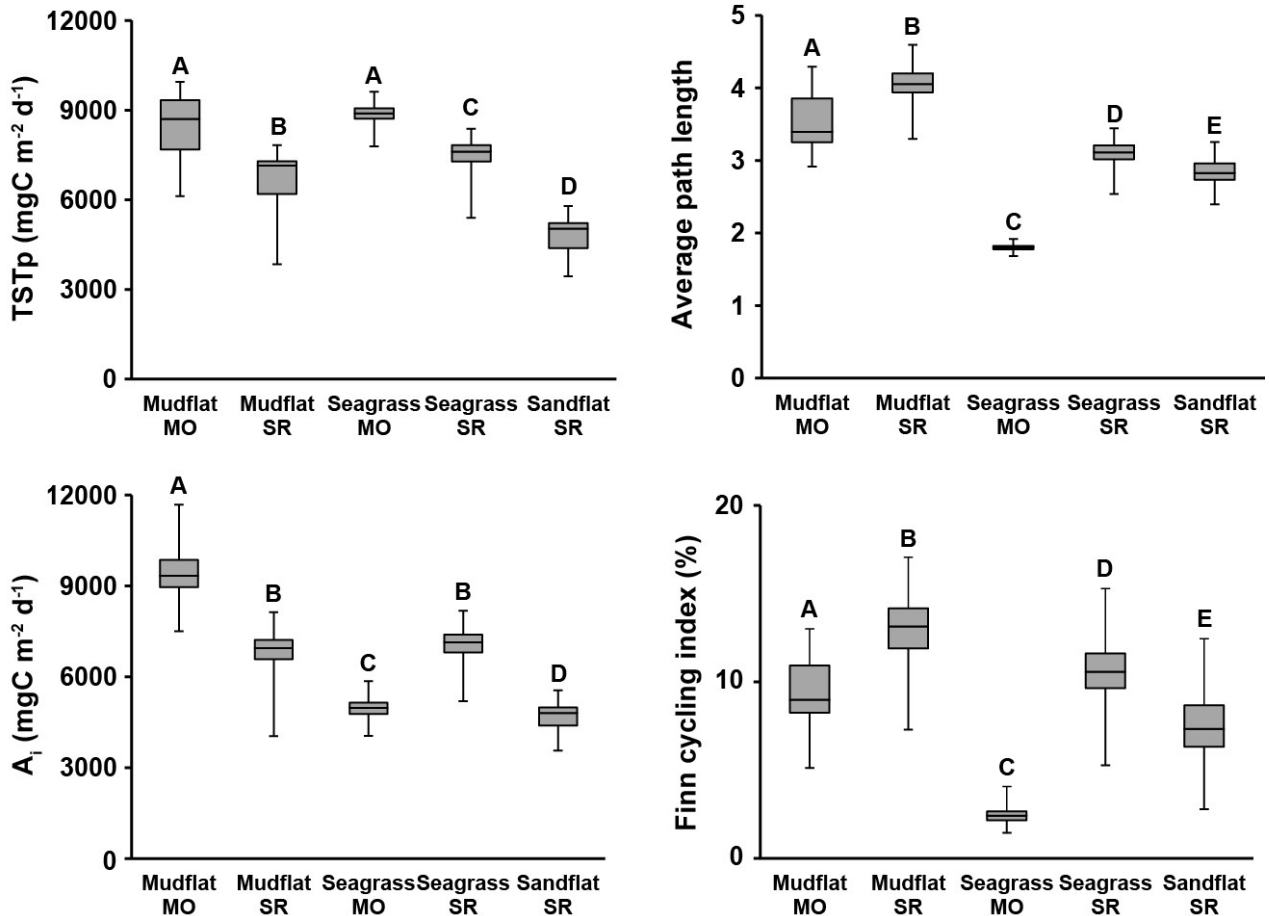 TSTp (mgC m⁻² d⁻¹)
12000
9000
6000
3000
0
A
B
A
C
D
Mudflat MO
Mudflat SR
Seagrass MO
Seagrass SR
Sandflat SR
Average path length
5
4
3
2
1
0
A
B
C
D
E
Mudflat MO
Mudflat SR
Seagrass MO
Seagrass SR
Sandflat SR
Aᵢ (mgC m⁻² d⁻¹)
12000
9000
6000
3000
0
A
B
C
B
D
Mudflat MO
Mudflat SR
Seagrass MO
Seagrass SR
Sandflat SR
Finn cycling index (%)
20
10
0
A
B
C
D
E
Mudflat MO
Mudflat SR
Seagrass MO
Seagrass SR
Sandflat SR